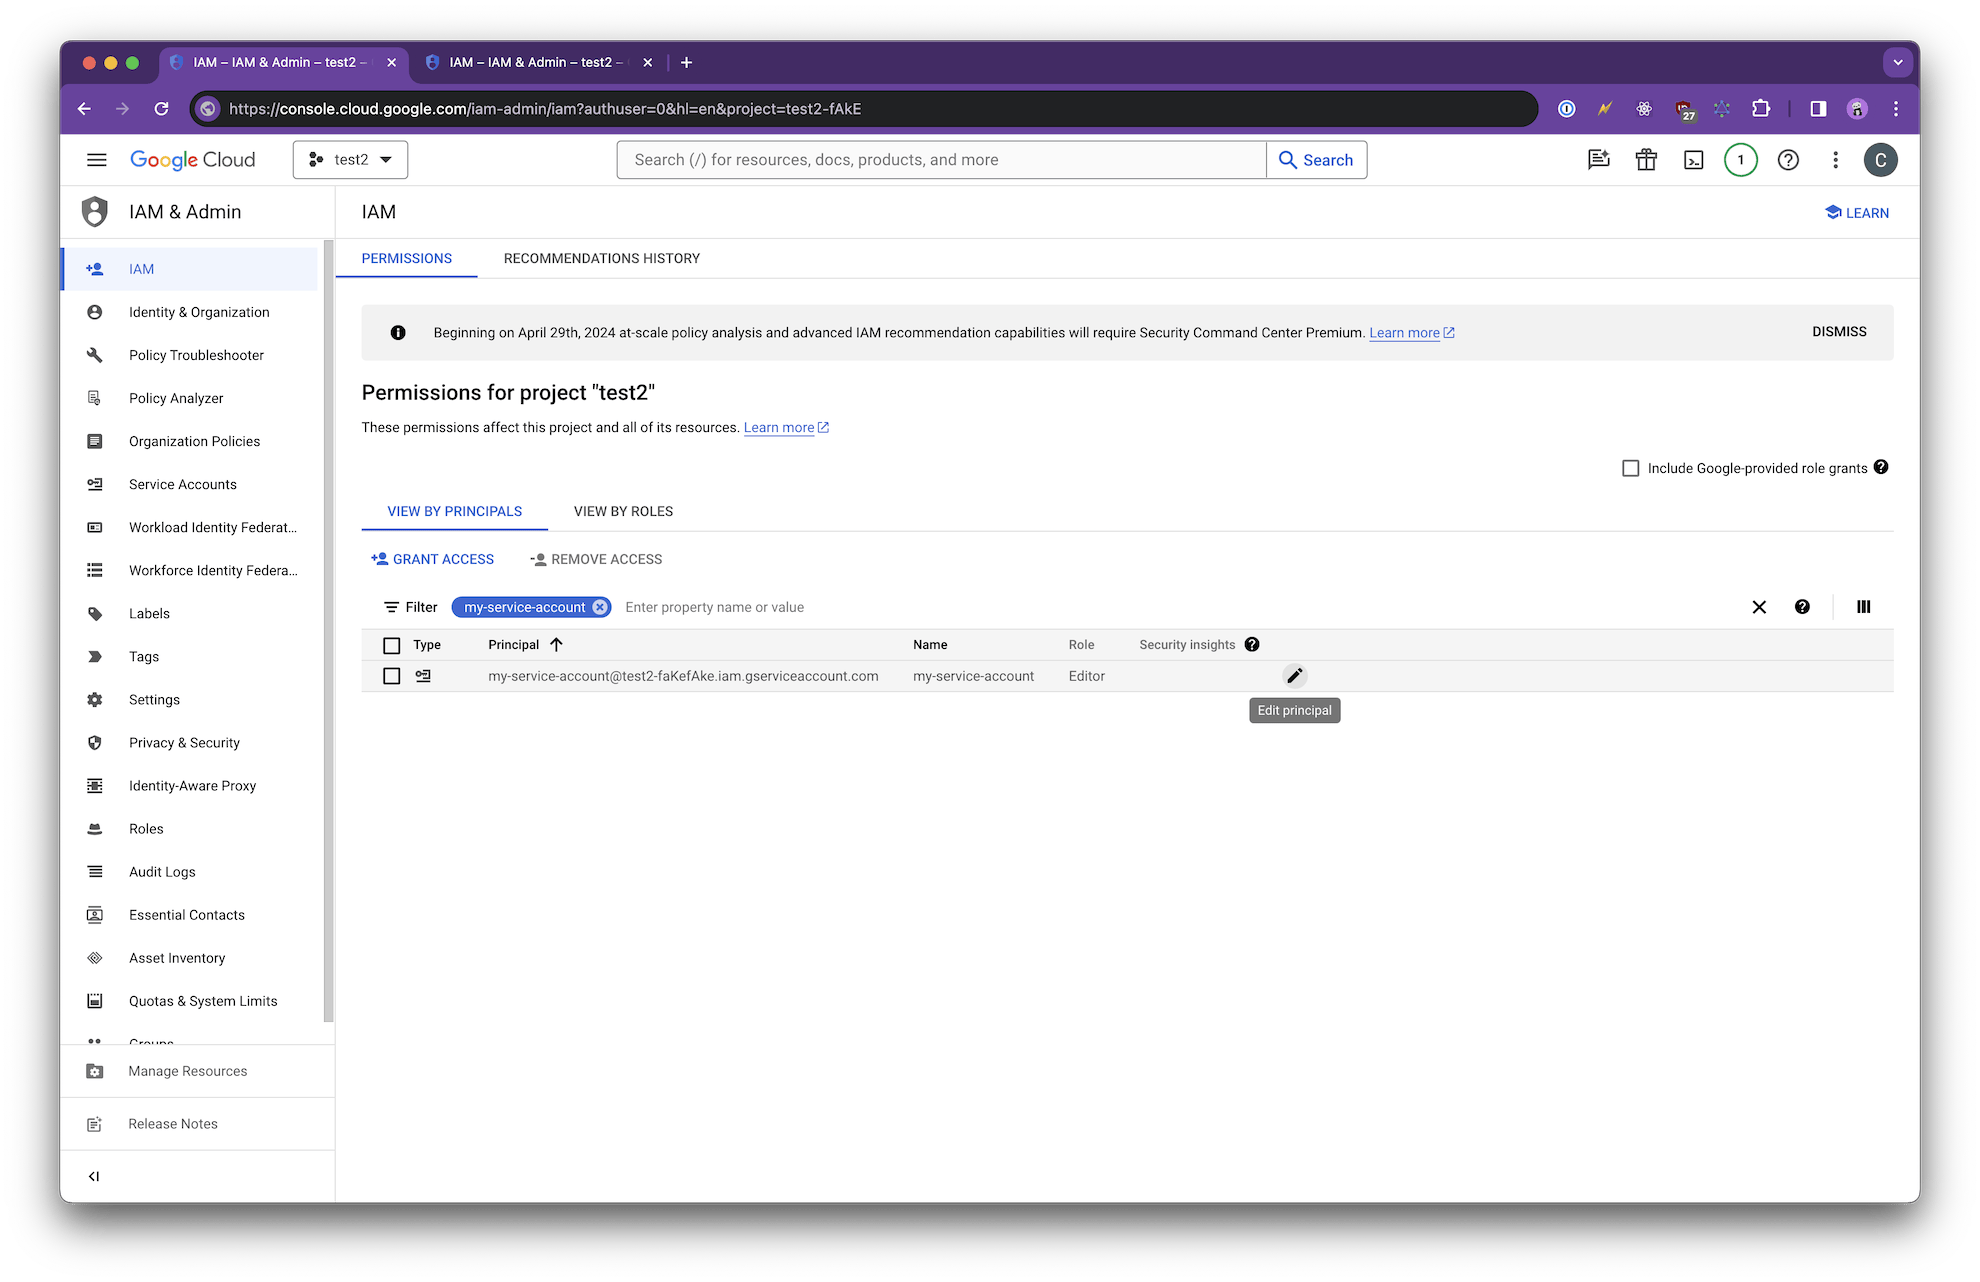 IAM – IAM & Admin – test2 –
IAM – IAM & Admin – test2 –
https://console.cloud.google.com/iam-admin/iam?authuser=0&hl=en&project=test2-fAkE
27
Google Cloud
test2
Search (/) for resources, docs, products, and more
Search
1
C
IAM & Admin
IAM
LEARN
IAM
Identity & Organization
Policy Troubleshooter
Policy Analyzer
Organization Policies
Service Accounts
Workload Identity Federat...
Workforce Identity Federa...
Labels
Tags
Settings
Privacy & Security
Identity-Aware Proxy
Roles
Audit Logs
Essential Contacts
Asset Inventory
Quotas & System Limits
Groups
Manage Resources
Release Notes
PERMISSIONS
RECOMMENDATIONS HISTORY
Beginning on April 29th, 2024 at-scale policy analysis and advanced IAM recommendation capabilities will require Security Command Center Premium. Learn more
DISMISS
Permissions for project "test2"
These permissions affect this project and all of its resources. Learn more
Include Google-provided role grants
VIEW BY PRINCIPALS
VIEW BY ROLES
GRANT ACCESS
REMOVE ACCESS
Filter
my-service-account
Enter property name or value
Type Principal Name Role Security insights
my-service-account@test2-faKefAke.iam.gserviceaccount.com my-service-account Editor
Edit principal